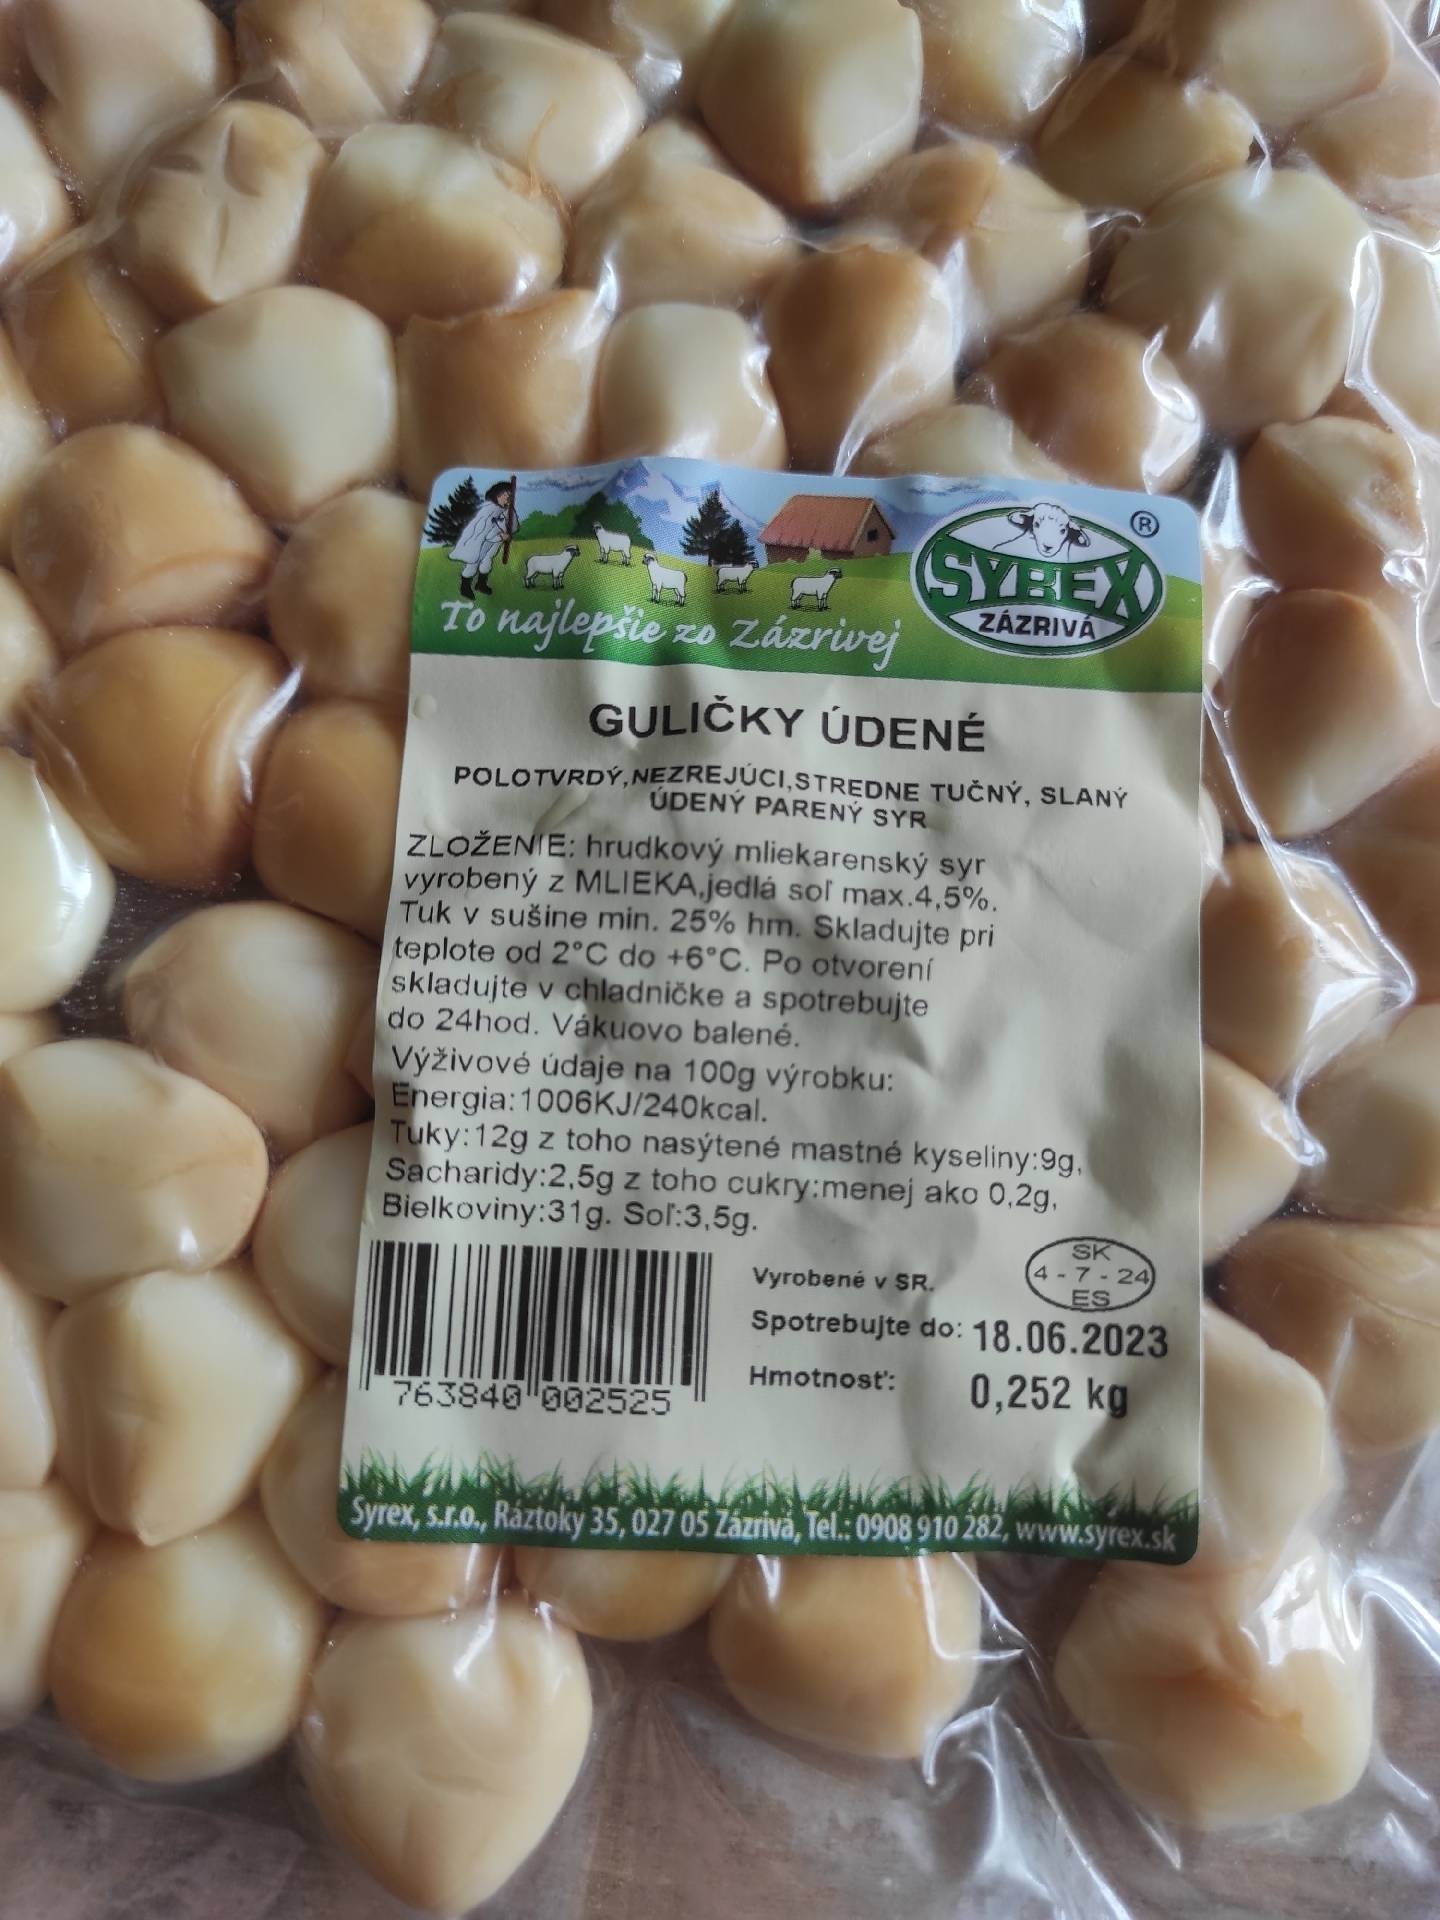 To najlepšie zo Zázrivej
SYREX ®
ZÁZRIVÁ
GULIČKY ÚDENÉ
POLOTVRDÝ,NEZREJÚCI,STREDNE TUČNÝ, SLANÝ
ÚDENÝ PARENÝ SYR
ZLOŽENIE: hrudkový mliekarenský syr
vyrobený z MLIEKA,jedlá soľ max.4,5%.
Tuk v sušine min. 25% hm. Skladujte pri
teplote od 2°C do +6°C. Po otvorení
skladujte v chladničke a spotrebujte
do 24hod. Vákuovo balené.
Výživové údaje na 100g výrobku:
Energia:1006KJ/240kcal.
Tuky:12g z toho nasýtené mastné kyseliny:9g,
Sacharidy:2,5g z toho cukry:menej ako 0,2g,
Bielkoviny:31g. Soľ:3,5g.
SK
4 - 7 - 24
ES
Vyrobené v SR.
Spotrebujte do: 18.06.2023
Hmotnosť: 0,252 kg
763840 002525
Syrex, s.r.o., Ráztoky 35, 027 05 Zázrivá, Tel.: 0908 910 282, www.syrex.sk